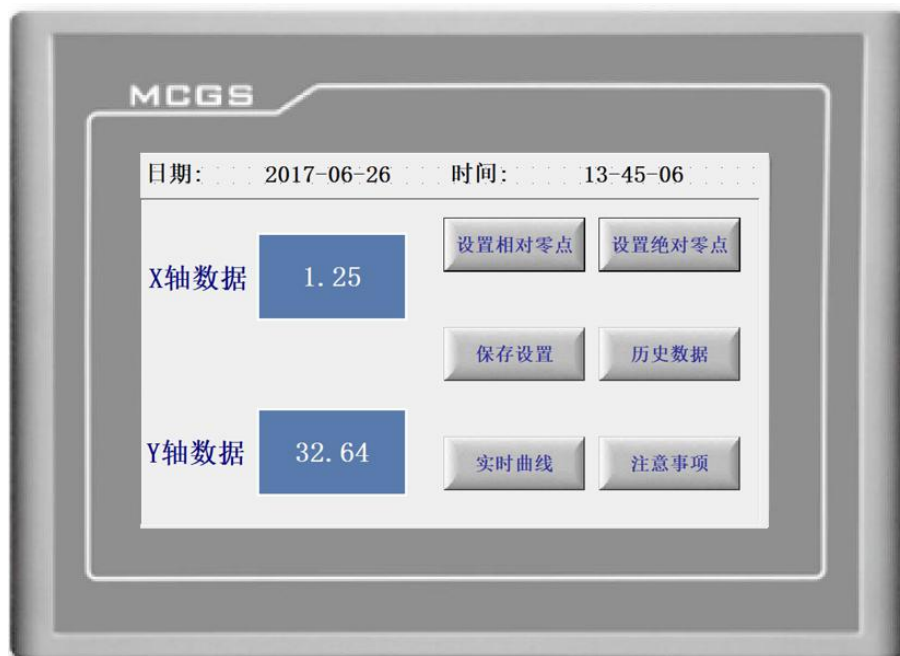 MCGS
日期: 2017-06-26 时间: 13-45-06
设置相对零点 设置绝对零点
X轴数据 1.25
保存设置 历史数据
Y轴数据 32.64
实时曲线 注意事项